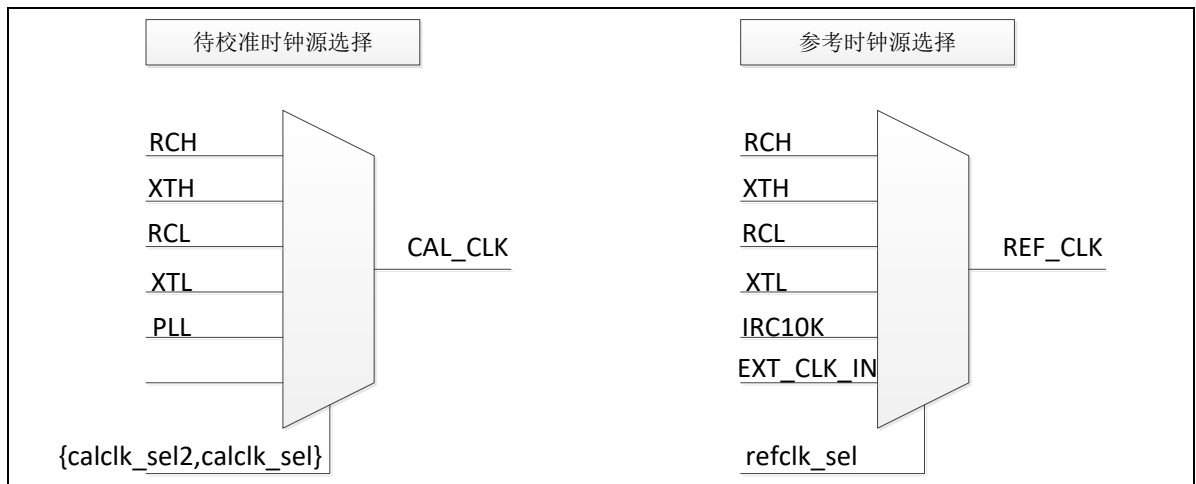 待校准时钟源选择
RCH
XTH
RCL
XTL
PLL
CAL_CLK
{calclk_sel2,calclk_sel}
参考时钟源选择
RCH
XTH
RCL
XTL
IRC10K
EXT_CLK_IN
REF_CLK
refclk_sel